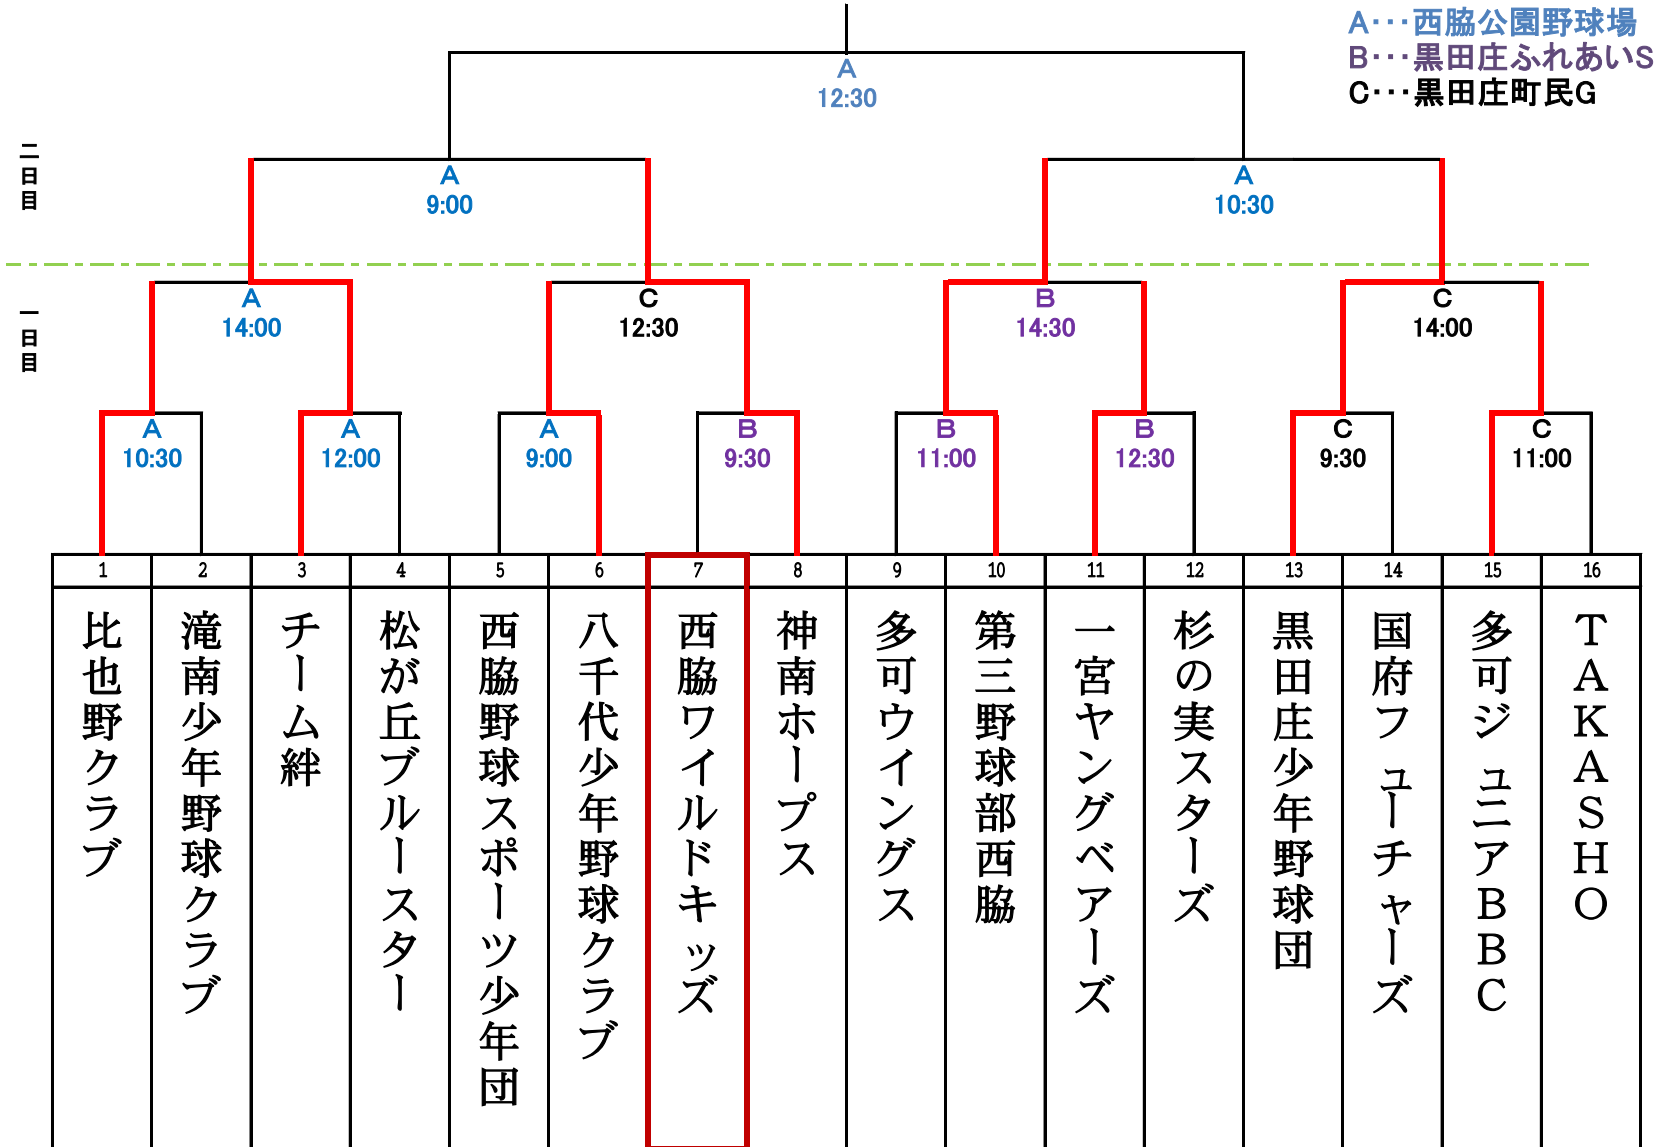 A･･･西脇公園野球場
B･･･黒田庄ふれあいS
C･･･黒田庄町民G
A
12:30
二日目
A
9:00
A
10:30
一日目
A
14:00
C
12:30
B
14:30
C
14:00
A
10:30
A
12:00
A
9:00
B
9:30
B
11:00
B
12:30
C
9:30
C
11:00
1
2
3
4
5
6
7
8
9
10
11
12
13
14
15
16
比也野クラブ
滝南少年野球クラブ
チーム絆
松が丘ブルースター
西脇野球スポーツ少年団
八千代少年野球クラブ
西脇ワイルドキッズ
神南ホープス
多可ウイングス
第三野球部西脇
一宮ヤングベアーズ
杉の実スターズ
黒田庄少年野球団
国府フューチャーズ
多可ジュニアBBC
TAKASHO